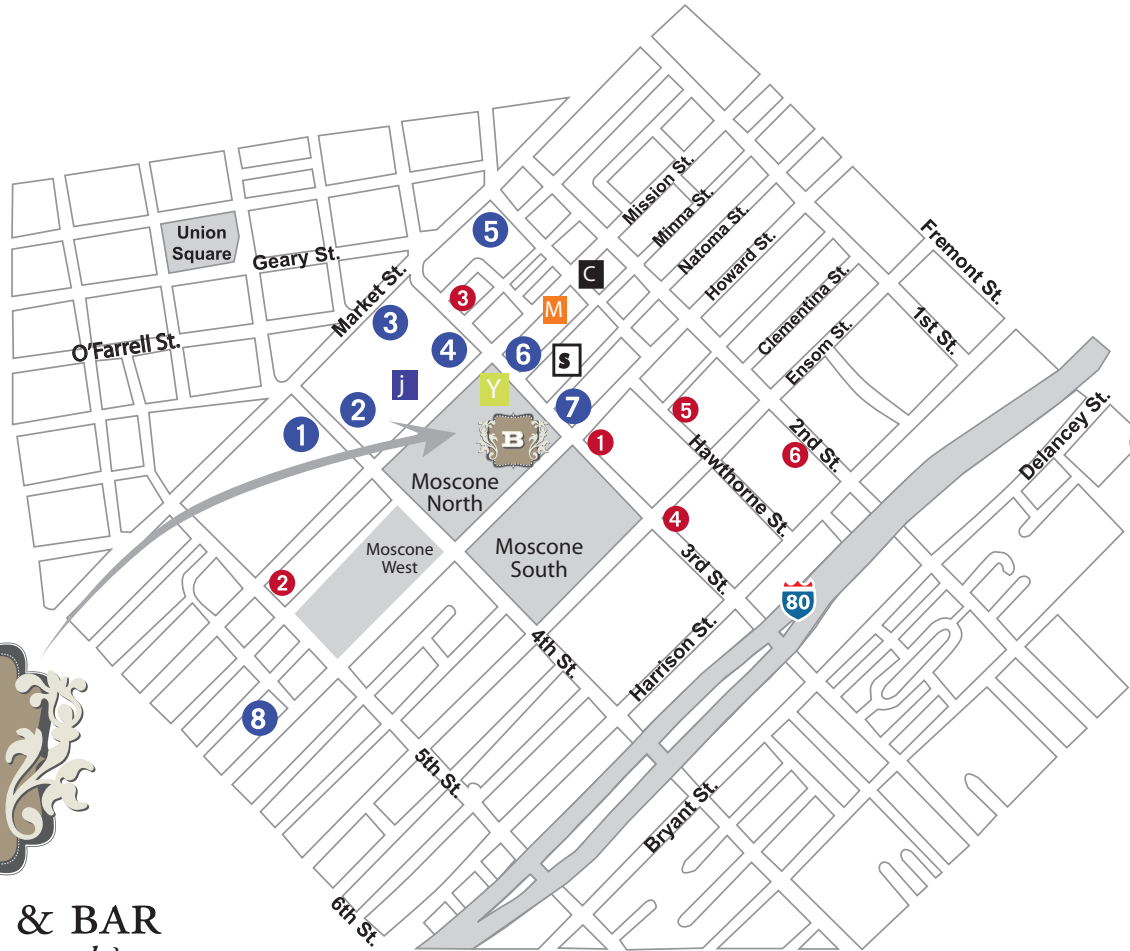 Union
Square
Geary St.
O'Farrell St.
Market St.
Mission St.
Minna St.
Natoma St.
Howard St.
Clementina St.
Ensom St.
Fremont St.
1st St.
2nd St.
Hawthorne St.
3rd St.
Delancey St.
Harrison St.
4th St.
Bryant St.
5th St.
6th St.
5
3
3
4
6
C
M
S
j
Y
2
1
7
B
1
5
6
4
2
8
Moscone
North
Moscone
West
Moscone
South
80
& BAR